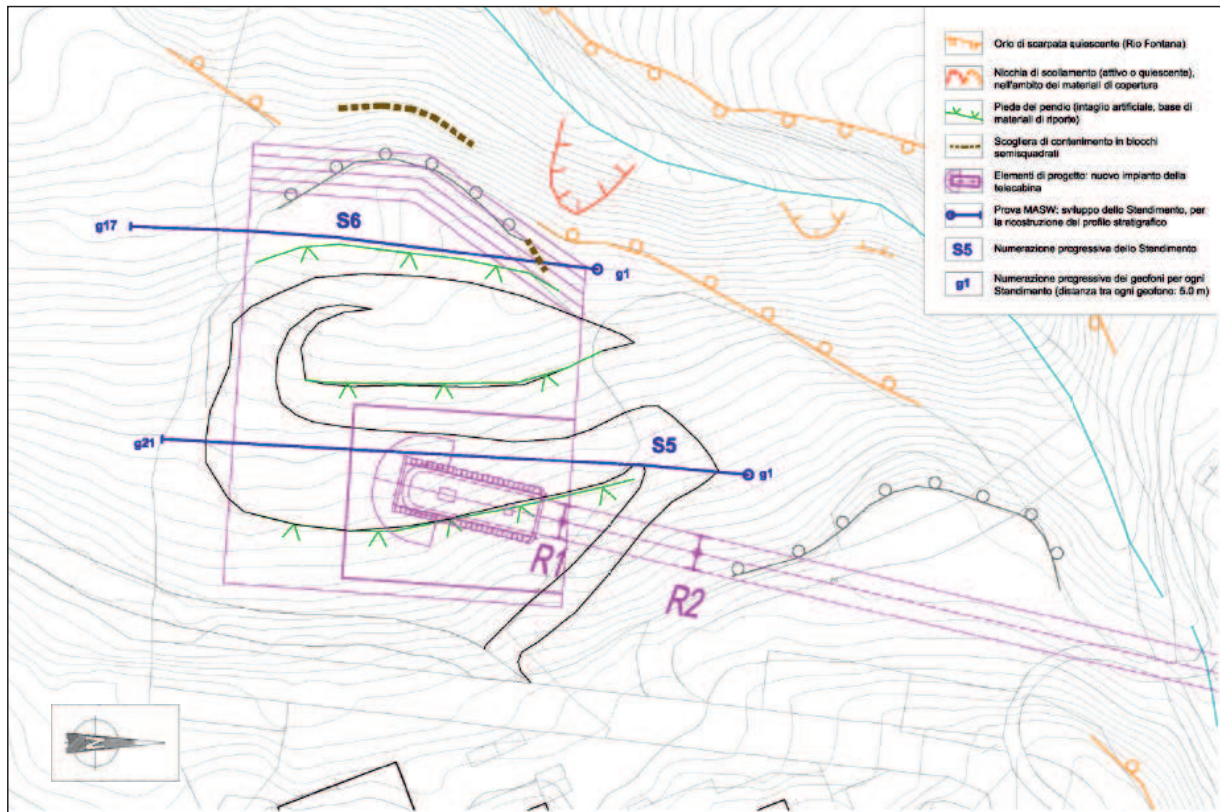 Orlo di scarpata quiescente (Rio Fontana)
Nicchia di scollamento (attivo o quiescente),
nell'ambito dei materiali di copertura
Piede del pendio (intaglio artificiale, base di
materiali di riporto)
Scogliera di contenimento in blocchi
semisquadrati
Elementi di progetto: nuovo impianto della
telecabina
Prova MASW: sviluppo dello Stendimento, per
la ricostruzione del profilo stratigrafico
S5
Numerazione progressiva dello Stendimento
g1
Numerazione progressiva dei geofoni per ogni
Stendimento (distanza tra ogni geofono: 5.0 m)
g17
S6
g1
g21
S5
g1
R1
R2
N